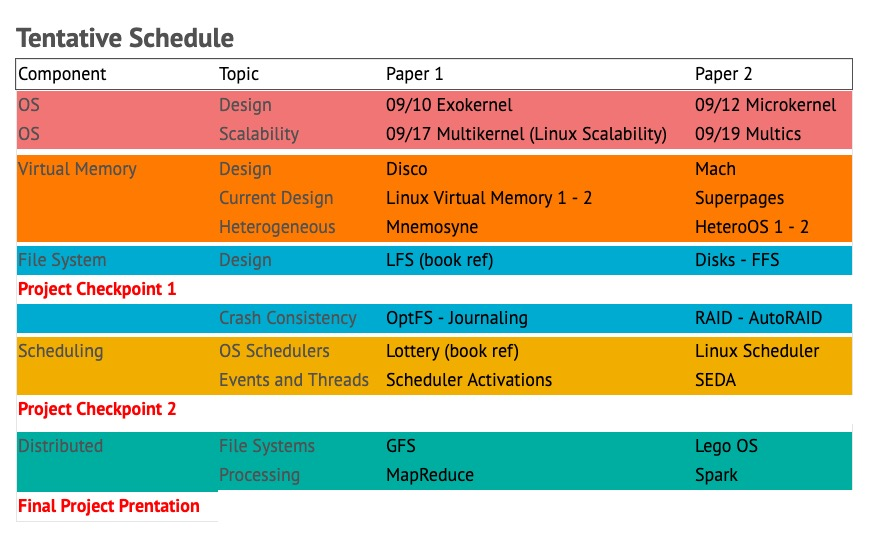 Tentative Schedule
Component Topic Paper 1 Paper 2
OS Design 09/10 Exokernel 09/12 Microkernel
OS Scalability 09/17 Multikernel (Linux Scalability) 09/19 Multics
Virtual Memory Design Disco Mach
Current Design Linux Virtual Memory 1 - 2 Superpages
Heterogeneous Mnemosyne HeteroOS 1 - 2
File System Design LFS (book ref) Disks - FFS
Project Checkpoint 1
Crash Consistency OptFS - Journaling RAID - AutoRAID
Scheduling OS Schedulers Lottery (book ref) Linux Scheduler
Events and Threads Scheduler Activations SEDA
Project Checkpoint 2
Distributed File Systems GFS Lego OS
Processing MapReduce Spark
Final Project Prentation